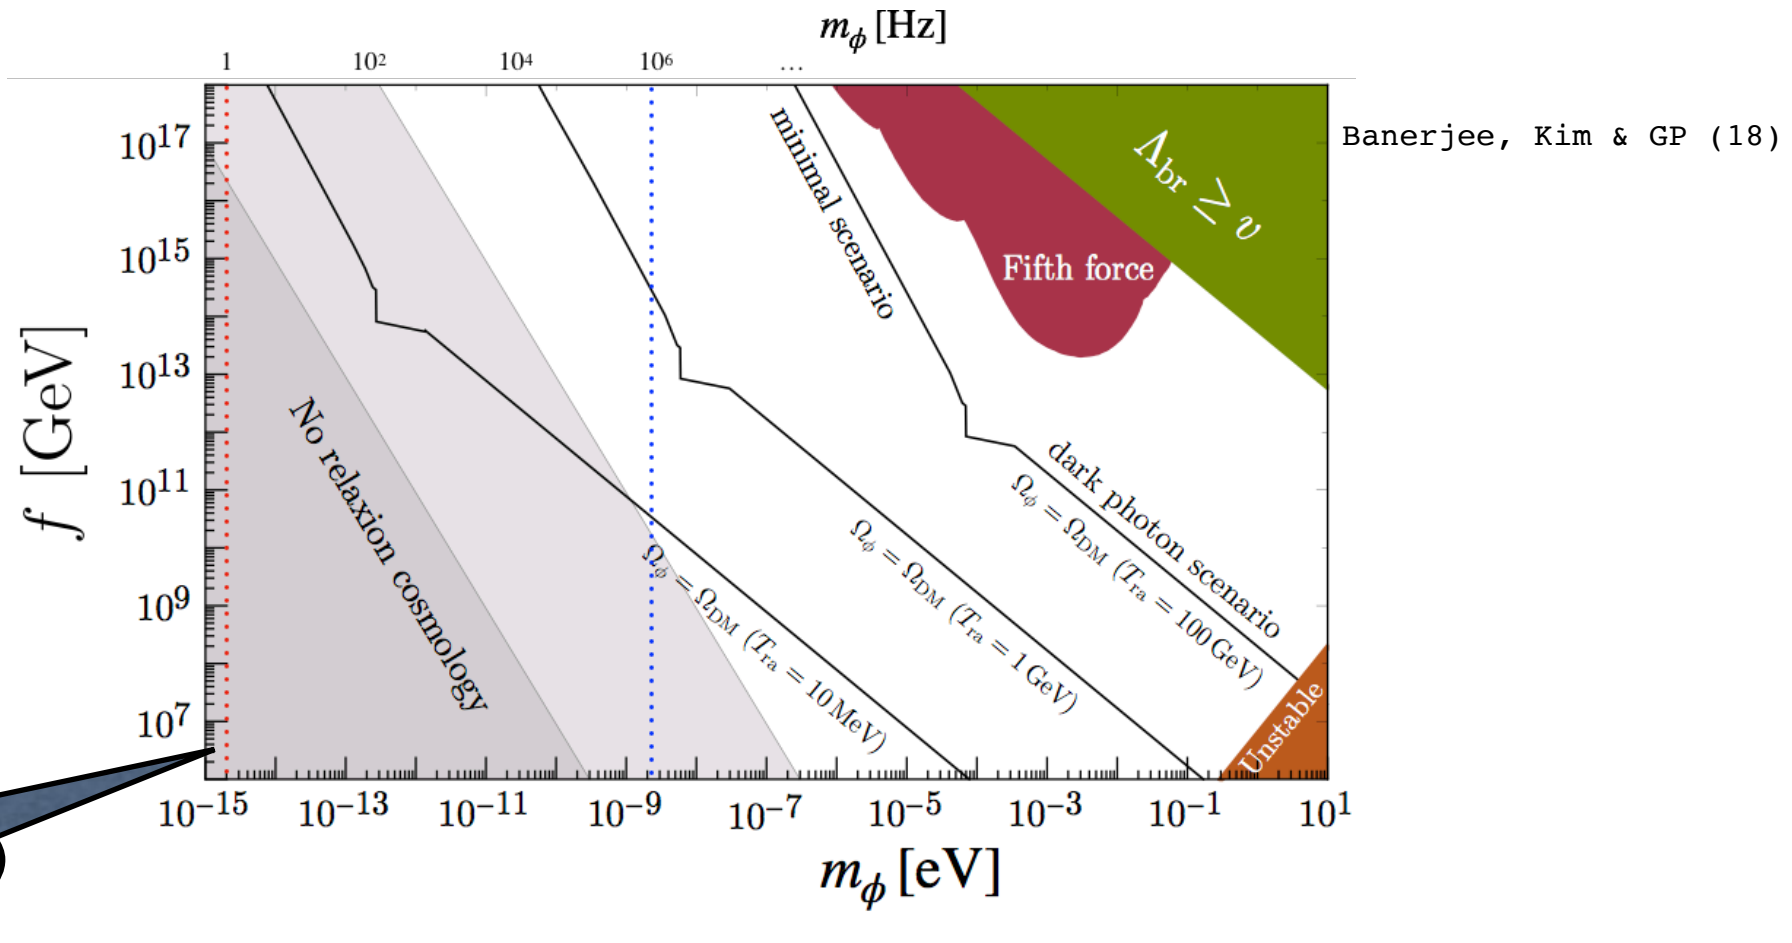 m_ϕ [Hz]
1 10² 10⁴ 10⁶ ...
Banerjee, Kim & GP (18)
f [GeV]
10¹⁷
10¹⁵
10¹³
10¹¹
10⁹
10⁷
No relaxion cosmology
minimal scenario
Fifth force
Λ_br ≥ v
dark photon scenario
Ω_ϕ = Ω_DM (T_ra = 10 MeV)
Ω_ϕ = Ω_DM (T_ra = 1 GeV)
Ω_ϕ = Ω_DM (T_ra = 100 GeV)
Unstable
10⁻¹⁵ 10⁻¹³ 10⁻¹¹ 10⁻⁹ 10⁻⁷ 10⁻⁵ 10⁻³ 10⁻¹ 10¹
m_ϕ [eV]